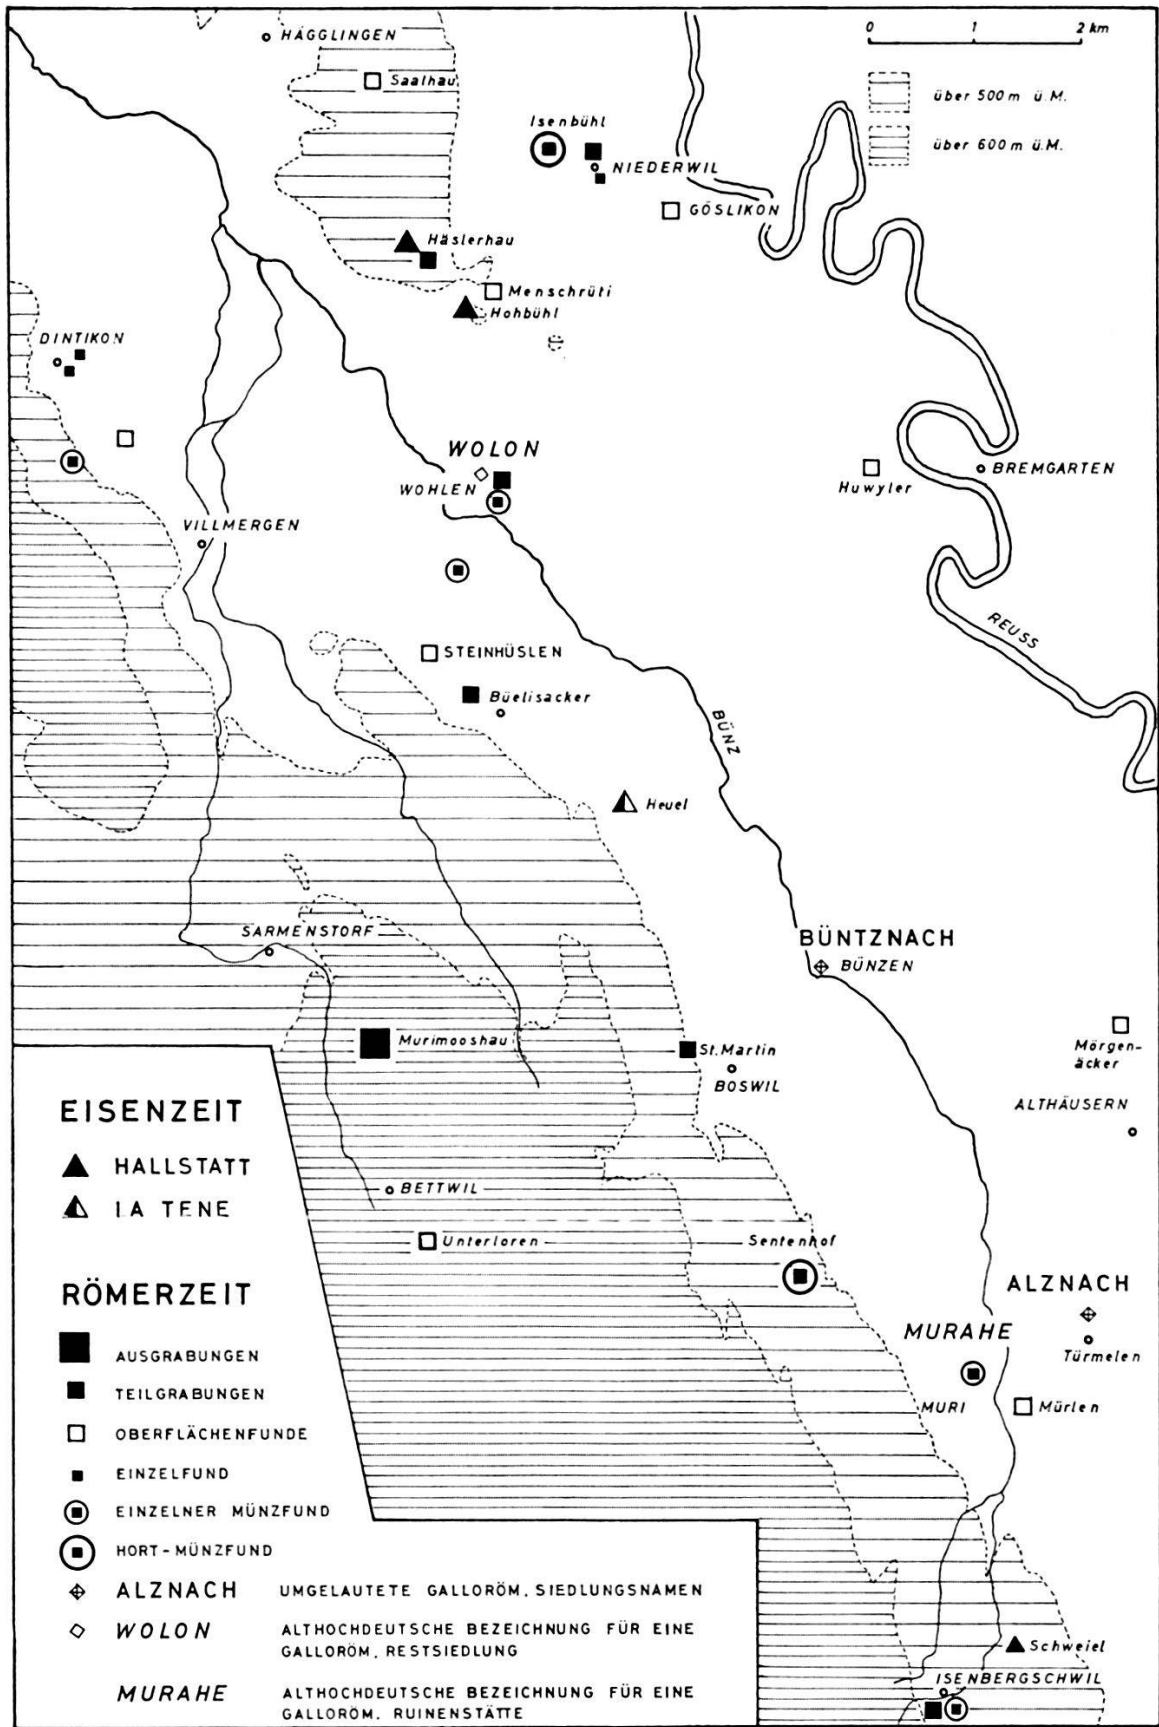 HÄGGLINGEN
0 1 2 km
Saalhau
über 500m ü.M.
über 600m ü.M.
Isenbühl
NIEDERWIL
GÖSLIKON
Häslerhau
Menschrüti
Hohbühl
DINTIKON
WOLON
WOHLEN
Huwyler
BREMGARTEN
VILLMERGEN
REUSS
STEINHÜSLEN
Büelisacker
BÜNZ
Heuel
SARMENSTORF
BÜNTZNACH
BÜNZEN
Murimooshau
St. Martin
BOSWIL
Mörgen-
äcker
ALTHÄUSERN
BETTWIL
Unterloren
Sentenhof
ALZNACH
MURAHE
Türmelen
MURI
Mürlen
Schweiel
ISENBERGSCHWIL
EISENZEIT
HALLSTATT
LA TENE
RÖMERZEIT
AUSGRABUNGEN
TEILGRABUNGEN
OBERFLÄCHENFUNDE
EINZELFUND
EINZELNER MÜNZFUND
HORT-MÜNZFUND
ALZNACH UMGELAUTETE GALLORÖM. SIEDLUNGSNAMEN
WOLON ALTHOCHDEUTSCHE BEZEICHNUNG FÜR EINE
GALLORÖM. RESTSIEDLUNG
MURAHE ALTHOCHDEUTSCHE BEZEICHNUNG FÜR EINE
GALLORÖM. RUINENSTÄTTE